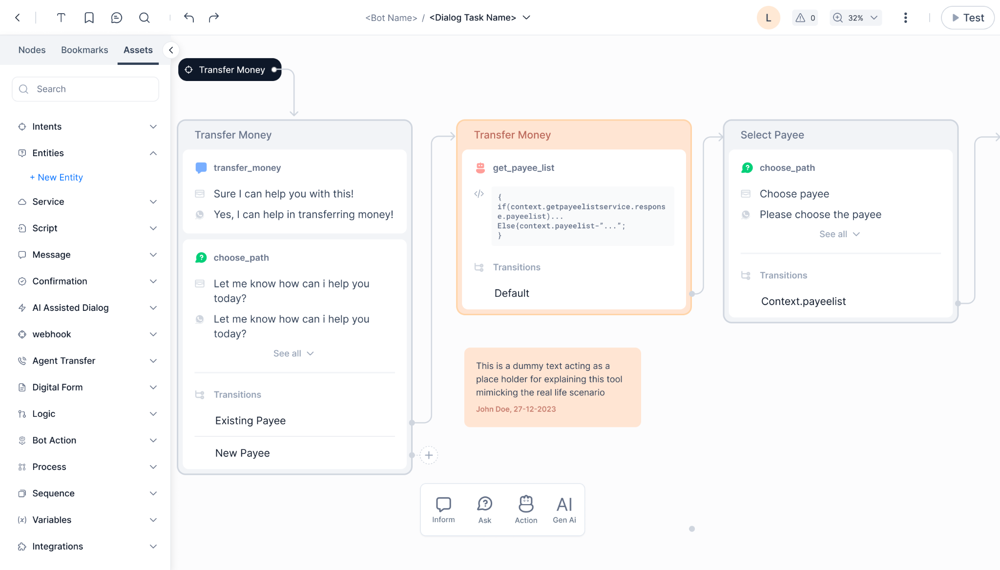 <Bot Name> / <Dialog Task Name>
L
0
32%
Test
Nodes
Bookmarks
Assets
Search
Intents
Entities
+ New Entity
Service
Script
Message
Confirmation
AI Assisted Dialog
webhook
Agent Transfer
Digital Form
Logic
Bot Action
Process
Sequence
(x) Variables
Integrations
Transfer Money
Transfer Money
transfer_money
Sure I can help you with this!
Yes, I can help in transferring money!
? choose_path
Let me know how can i help you
today?
Let me know how can i help you
today?
See all
Transitions
Existing Payee
New Payee
Transfer Money
get_payee_list
</>
{
if(context.getpayeelistservice.respons
e.payeelist)...
Else{context.payeelist-”...”;
}
Transitions
Default
This is a dummy text acting as a
place holder for explaining this tool
mimicking the real life scenario
John Doe, 27-12-2023
Select Payee
? choose_path
Choose payee
Please choose the payee
See all
Transitions
Context.payeelist
Inform
Ask
Action
AI
Gen Ai